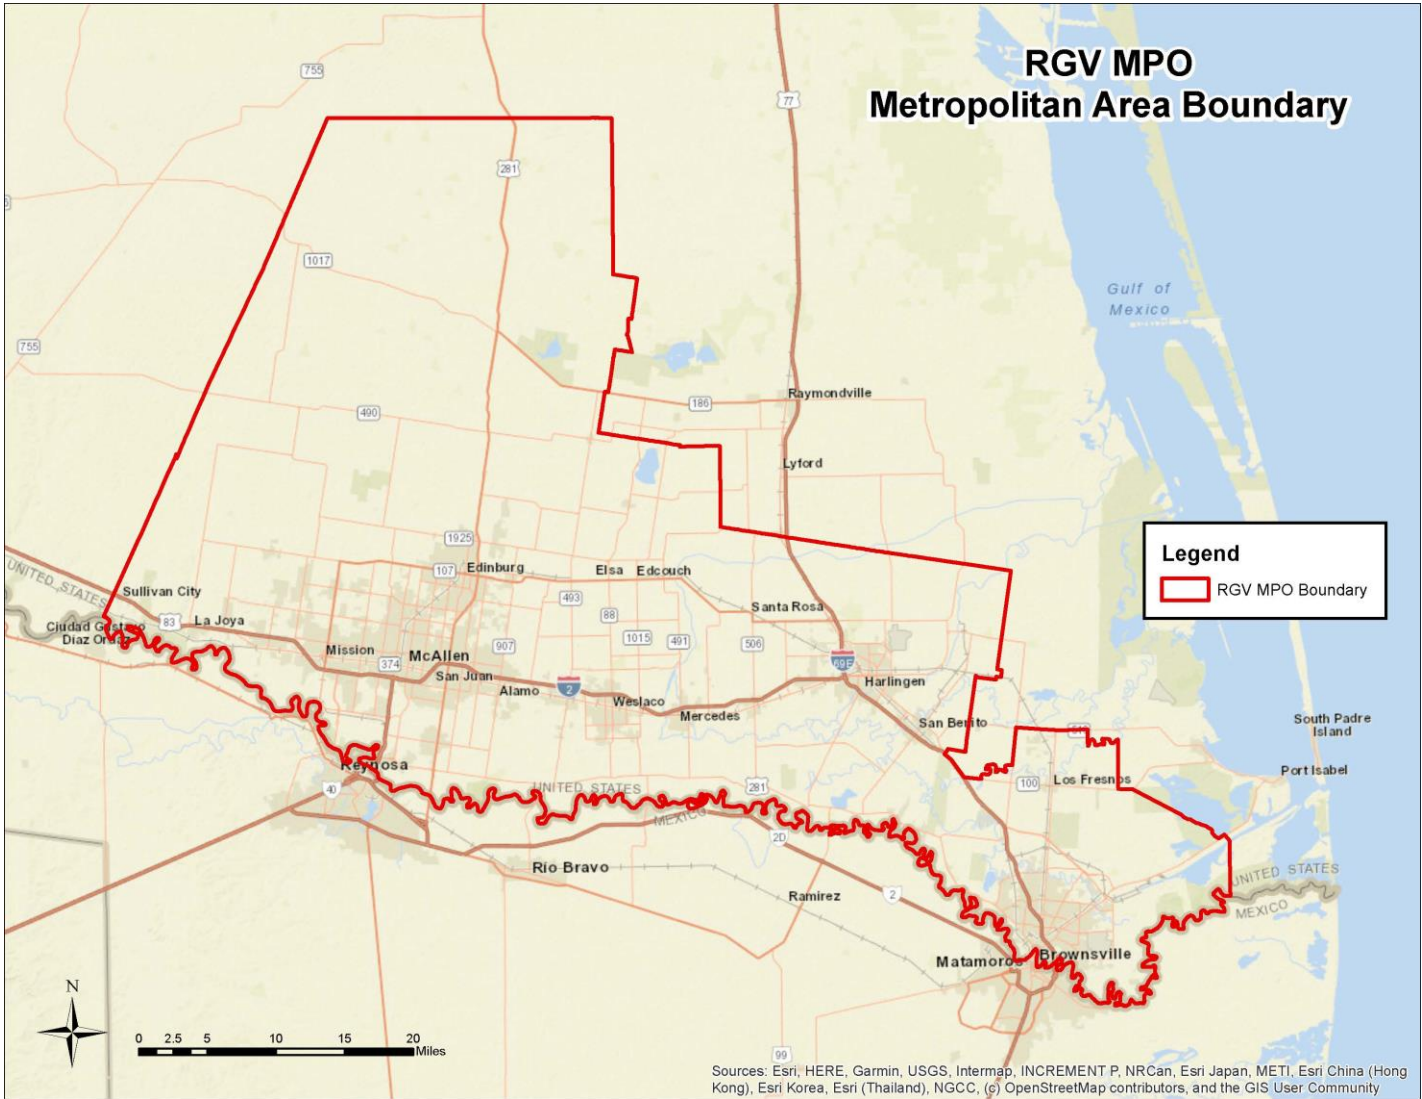 RGV MPO
Metropolitan Area Boundary
755
77
281
1017
Gulf of
Mexico
755
490
186
Raymondville
Lyford
1925
107
Edinburg
Elsa
Edcouch
Legend
RGV MPO Boundary
UNITED STATES
Sullivan City
493
88
Santa Rosa
Ciudad Gustavo
Díaz Ordaz
83
La Joya
1015
491
506
Mission
374
McAllen
907
69E
San Juan
Alamo
2
Weslaco
Mercedes
Harlingen
San Benito
South Padre
Island
Reynosa
40
UNITED STATES
MEXICO
281
100
Los Fresnos
Port Isabel
2D
Río Bravo
Ramirez
2
UNITED STATES
MEXICO
Matamoros
Brownsville
N
0 2.5 5 10 15 20
Miles
99
Sources: Esri, HERE, Garmin, USGS, Intermap, INCREMENT P, NRCan, Esri Japan, METI, Esri China (Hong
Kong), Esri Korea, Esri (Thailand), NGCC, (c) OpenStreetMap contributors, and the GIS User Community